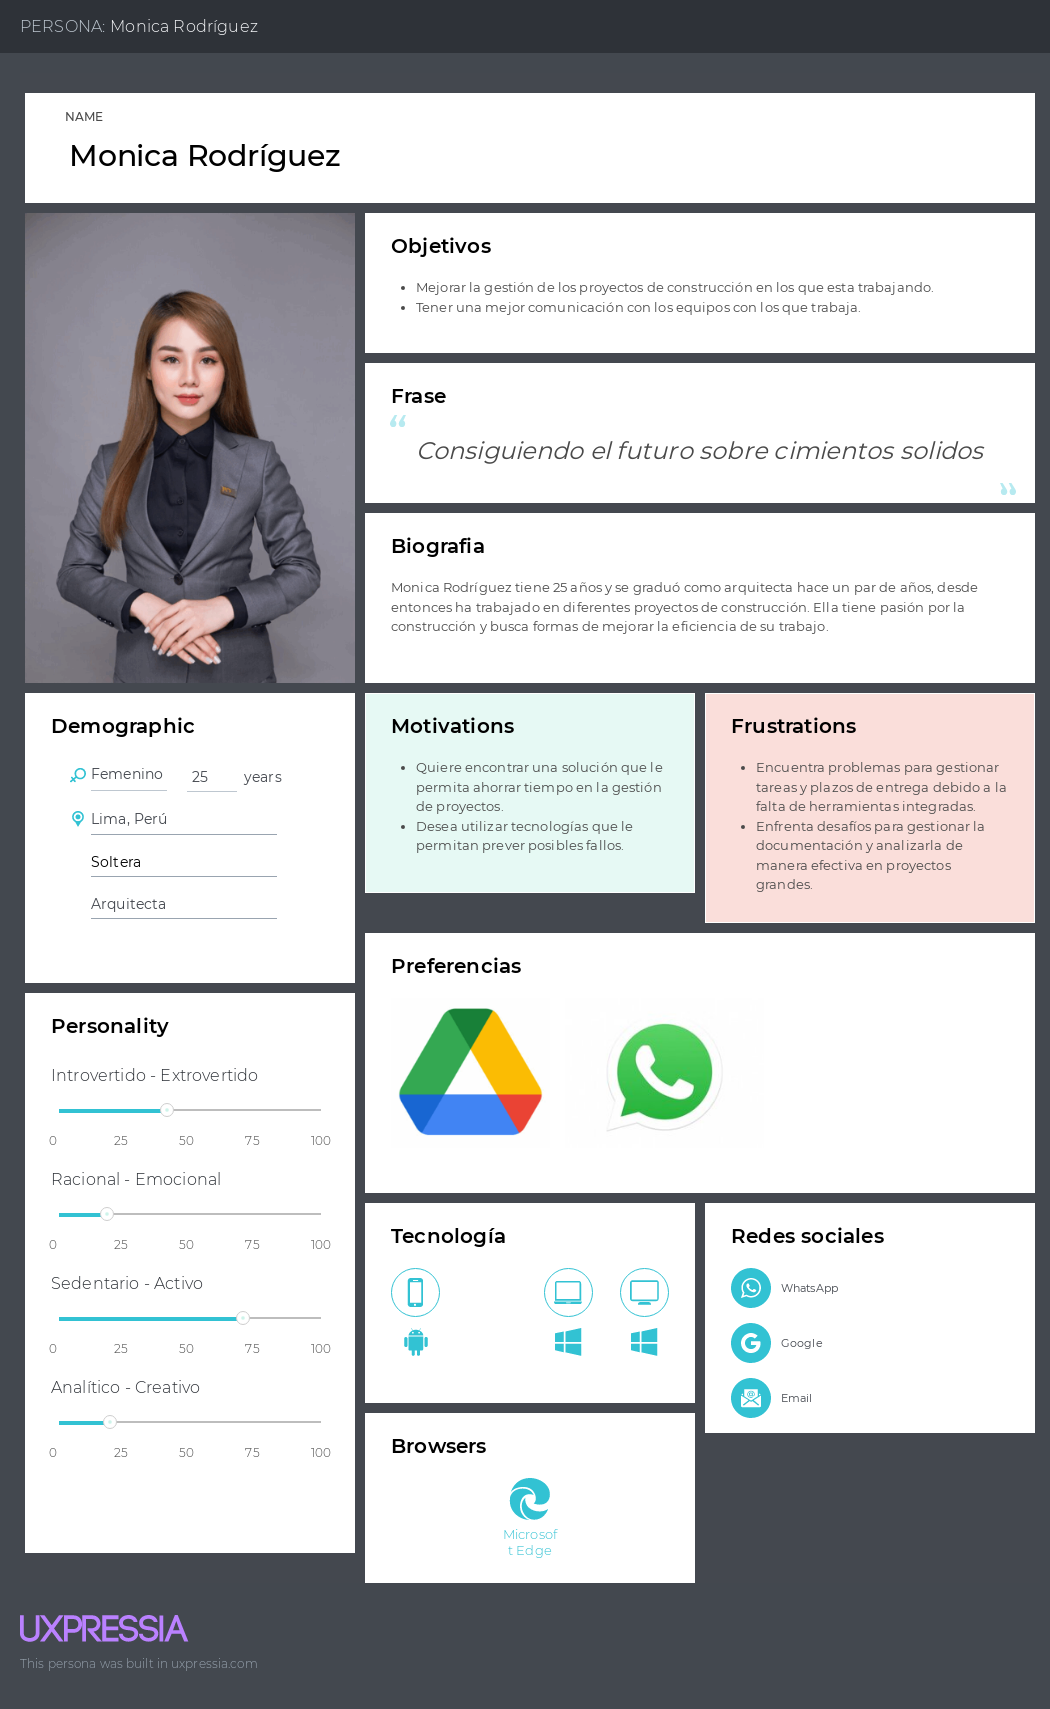 PERSONA: Monica Rodríguez
NAME
Monica Rodríguez
Objetivos
Mejorar la gestión de los proyectos de construcción en los que esta trabajando.
Tener una mejor comunicación con los equipos con los que trabaja.
Frase
“
Consiguiendo el futuro sobre cimientos solidos
”
Biografia
Monica Rodríguez tiene 25 años y se graduó como arquitecta hace un par de años, desde
entonces ha trabajado en diferentes proyectos de construcción. Ella tiene pasión por la
construcción y busca formas de mejorar la eficiencia de su trabajo.
Demographic
Femenino 25 years
Lima, Perú
Soltera
Arquitecta
Motivations
Quiere encontrar una solución que le
permita ahorrar tiempo en la gestión
de proyectos.
Desea utilizar tecnologías que le
permitan prever posibles fallos.
Frustrations
Encuentra problemas para gestionar
tareas y plazos de entrega debido a la
falta de herramientas integradas.
Enfrenta desafíos para gestionar la
documentación y analizarla de
manera efectiva en proyectos
grandes.
Preferencias
Personality
Introvertido - Extrovertido
0 25 50 75 100
Racional - Emocional
0 25 50 75 100
Sedentario - Activo
0 25 50 75 100
Analítico - Creativo
0 25 50 75 100
Tecnología
Redes sociales
WhatsApp
Google
Email
Browsers
Microsof
t Edge
UXPRESSIA
This persona was built in uxpressia.com